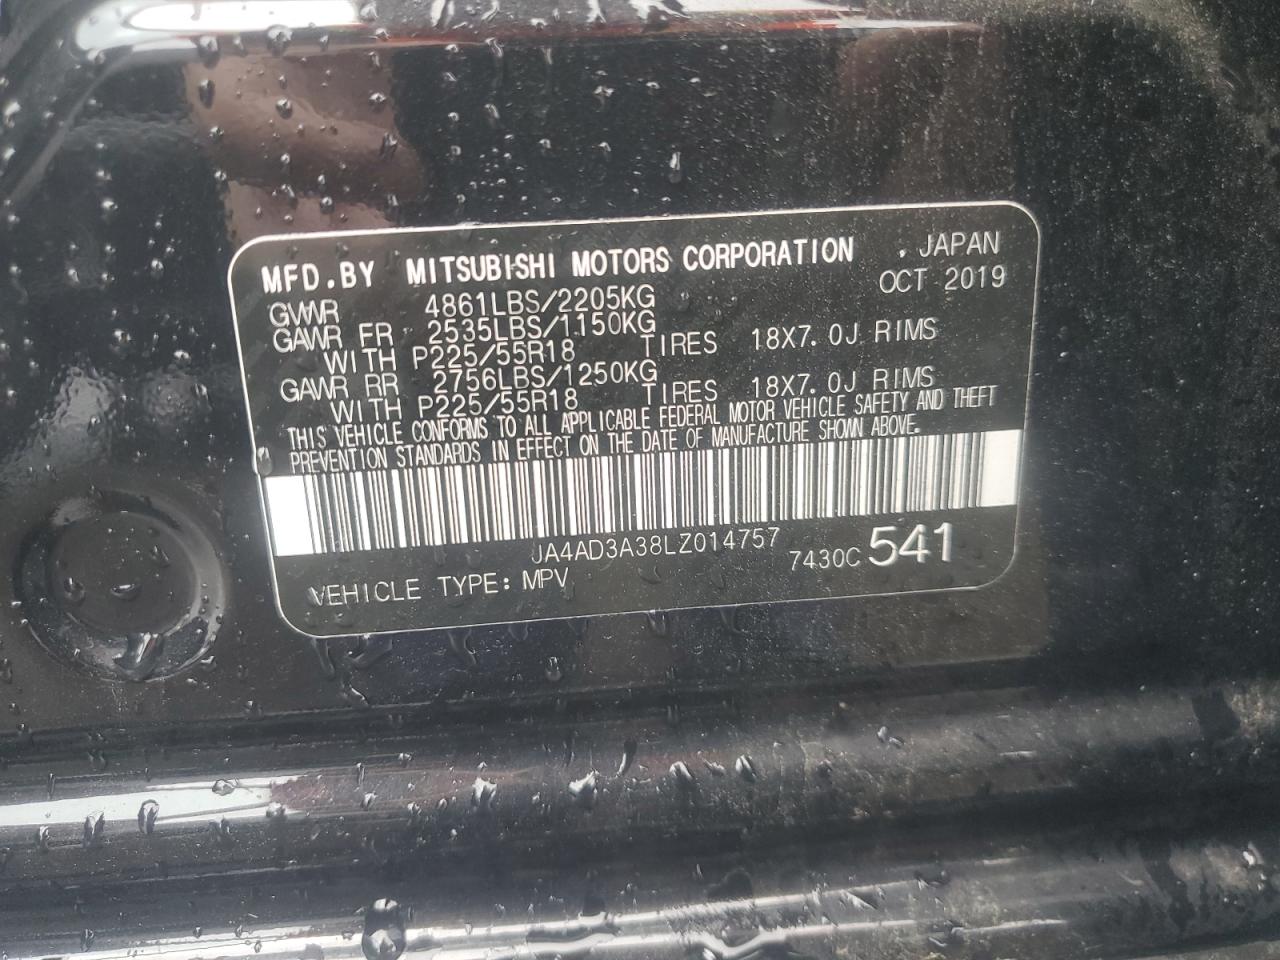 MFD.BY MITSUBISHI MOTORS CORPORATION . JAPAN
GVWR 4861LBS/2205KG OCT 2019
GAWR FR 2535LBS/1150KG
WITH P225/55R18 TIRES 18X7.0J RIMS
GAWR RR 2756LBS/1250KG
WITH P225/55R18 TIRES 18X7.0J RIMS
THIS VEHICLE CONFORMS TO ALL APPLICABLE FEDERAL MOTOR VEHICLE SAFETY AND THEFT
PREVENTION STANDARDS IN EFFECT ON THE DATE OF MANUFACTURE SHOWN ABOVE.
JA4AD3A38LZ014757
VEHICLE TYPE: MPV 7430C 541